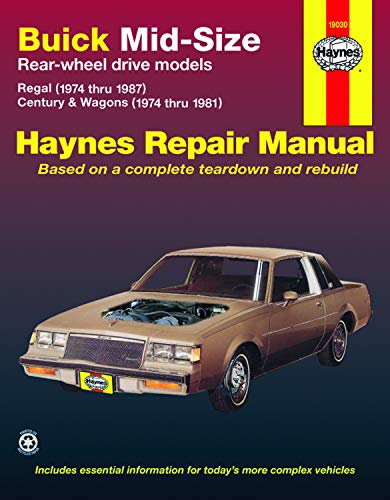 Buick Mid-Size
Rear-wheel drive models
Regal (1974 thru 1987)
Century & Wagons (1974 thru 1981)
19030
Haynes
Haynes Repair Manual
Based on a complete teardown and rebuild
Haynes
Includes essential information for today's more complex vehicles